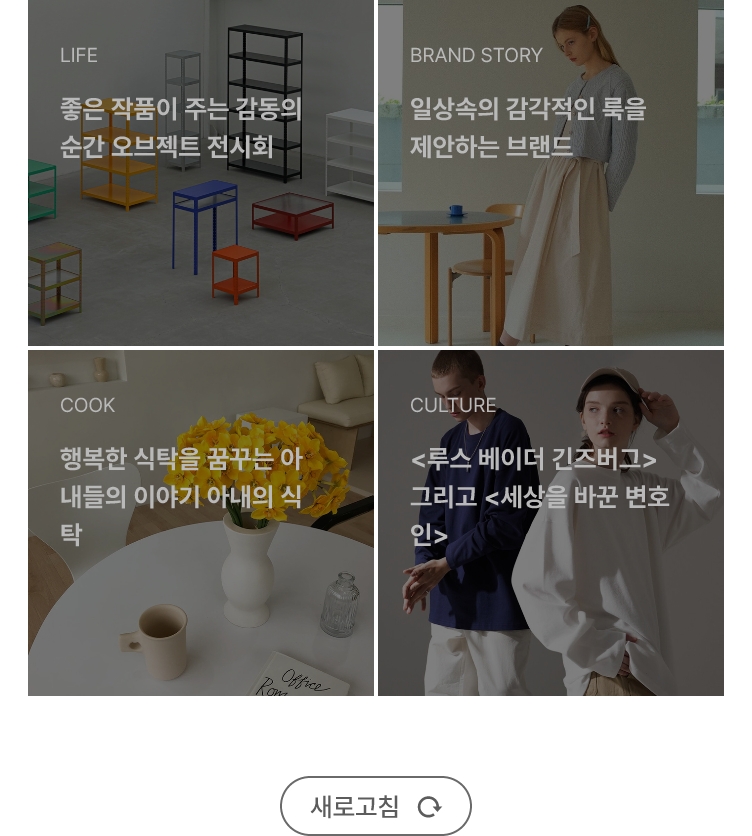 LIFE
좋은 작품이 주는 감동의
순간 오브젝트 전시회
BRAND STORY
일상속의 감각적인 룩을
제안하는 브랜드
COOK
행복한 식탁을 꿈꾸는 아
내들의 이야기 아내의 식
탁
Office
Rom
CULTURE
<루스 베이더 긴즈버그>
그리고 <세상을 바꾼 변호
인>
새로고침